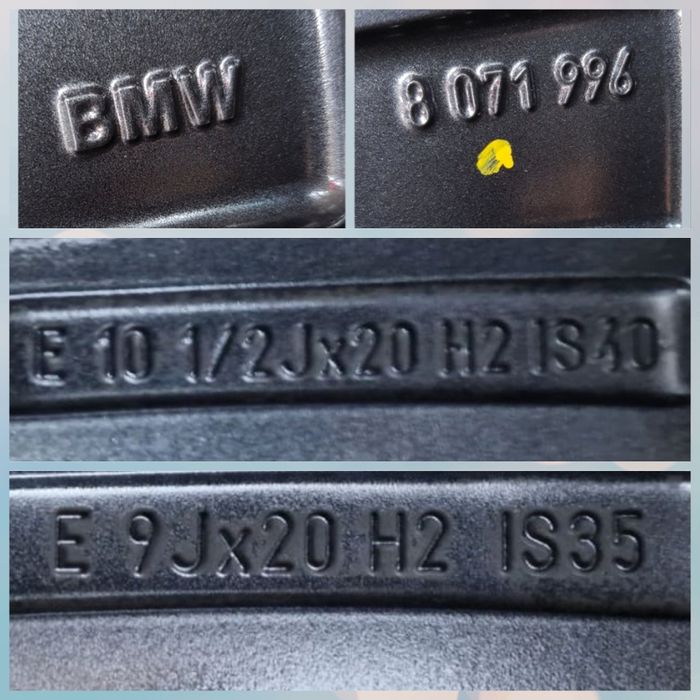 BMW
8 071 996
E 10 1/2Jx20 H2 IS40
E 9Jx20 H2 IS35